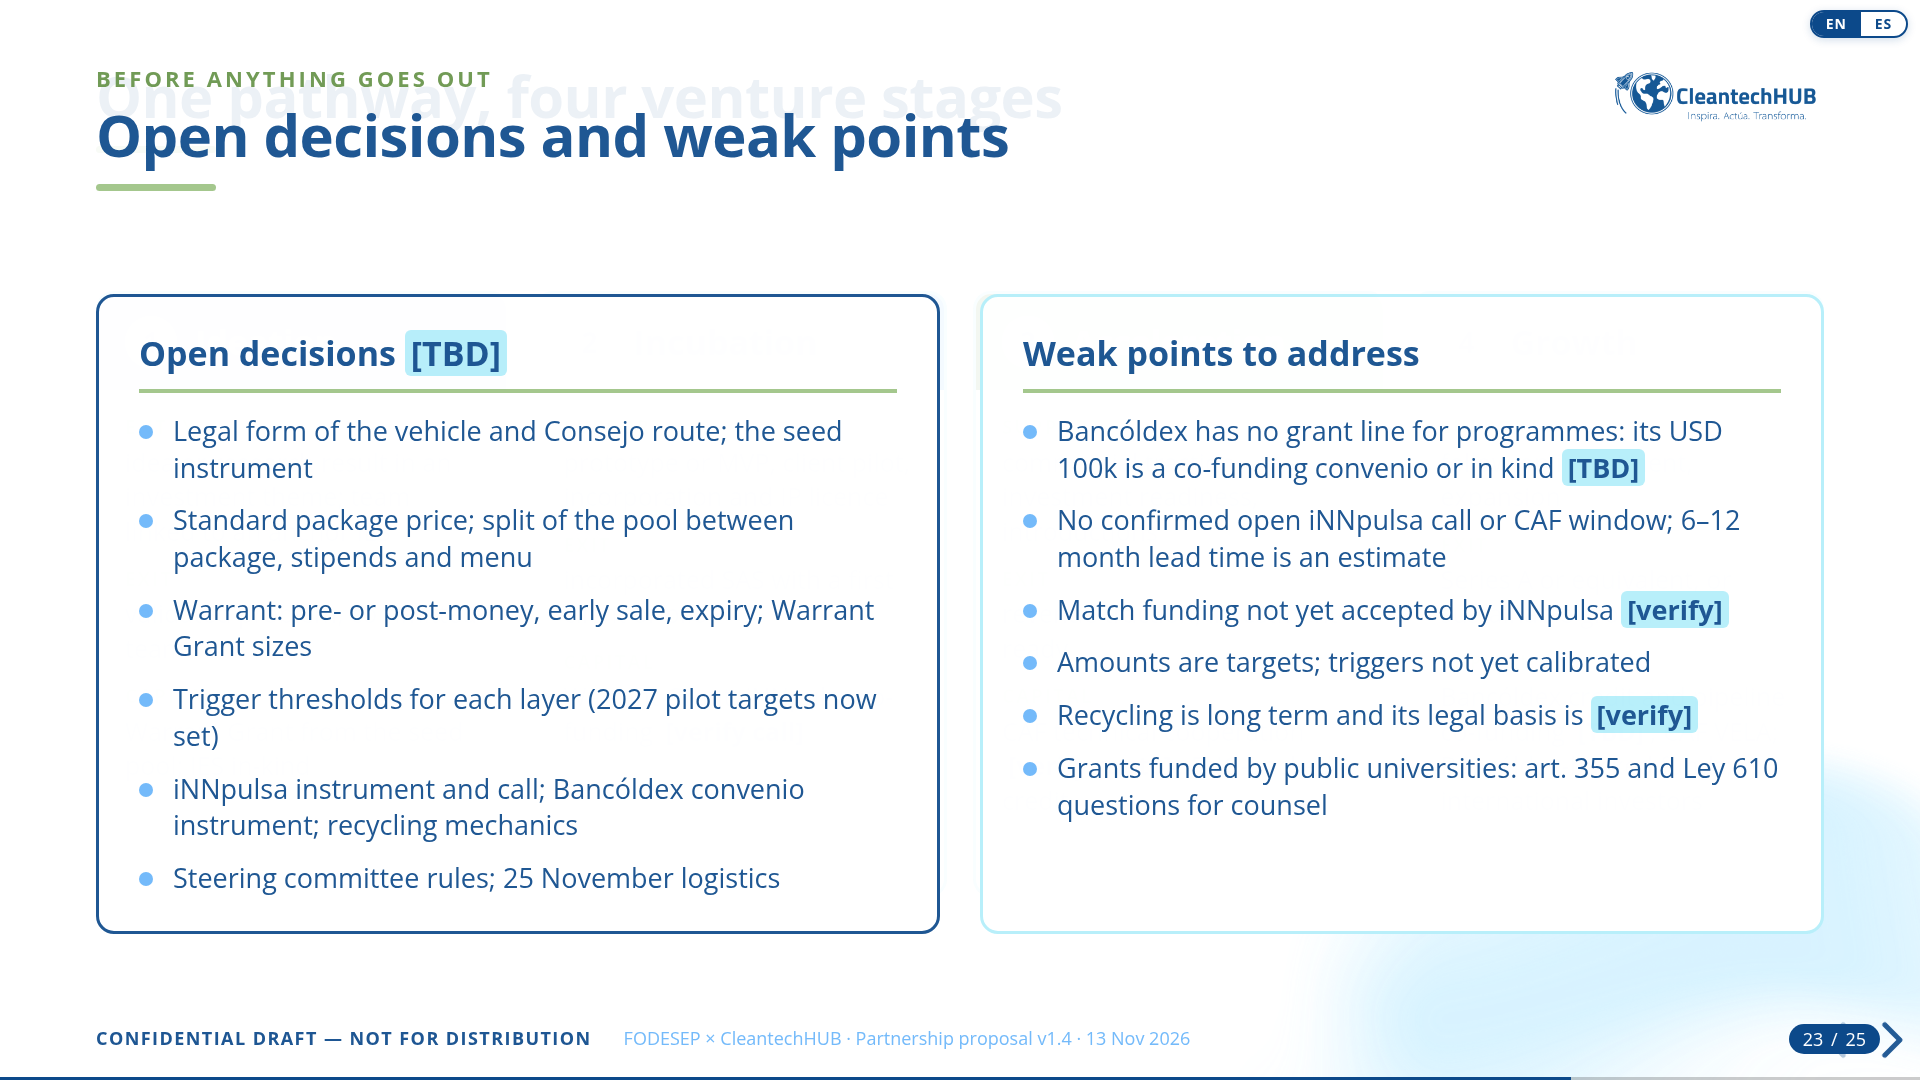 EN ES
BEFORE ANYTHING GOES OUT
One pathway, four venture stages
Open decisions and weak points
CleantechHUB
Inspira. Actúa. Transforma.
Open decisions [TBD]
Legal form of the vehicle and Consejo route; the seed
instrument
Standard package price; split of the pool between
package, stipends and menu
Warrant: pre- or post-money, early sale, expiry; Warrant
Grant sizes
Trigger thresholds for each layer (2027 pilot targets now
set)
iNNpulsa instrument and call; Bancóldex convenio
instrument; recycling mechanics
Steering committee rules; 25 November logistics
Weak points to address
Bancóldex has no grant line for programmes: its USD
100k is a co-funding convenio or in kind [TBD]
No confirmed open iNNpulsa call or CAF window; 6–12
month lead time is an estimate
Match funding not yet accepted by iNNpulsa [verify]
Amounts are targets; triggers not yet calibrated
Recycling is long term and its legal basis is [verify]
Grants funded by public universities: art. 355 and Ley 610
questions for counsel
CONFIDENTIAL DRAFT — NOT FOR DISTRIBUTION FODESEP × CleantechHUB · Partnership proposal v1.4 · 13 Nov 2026
23 / 25